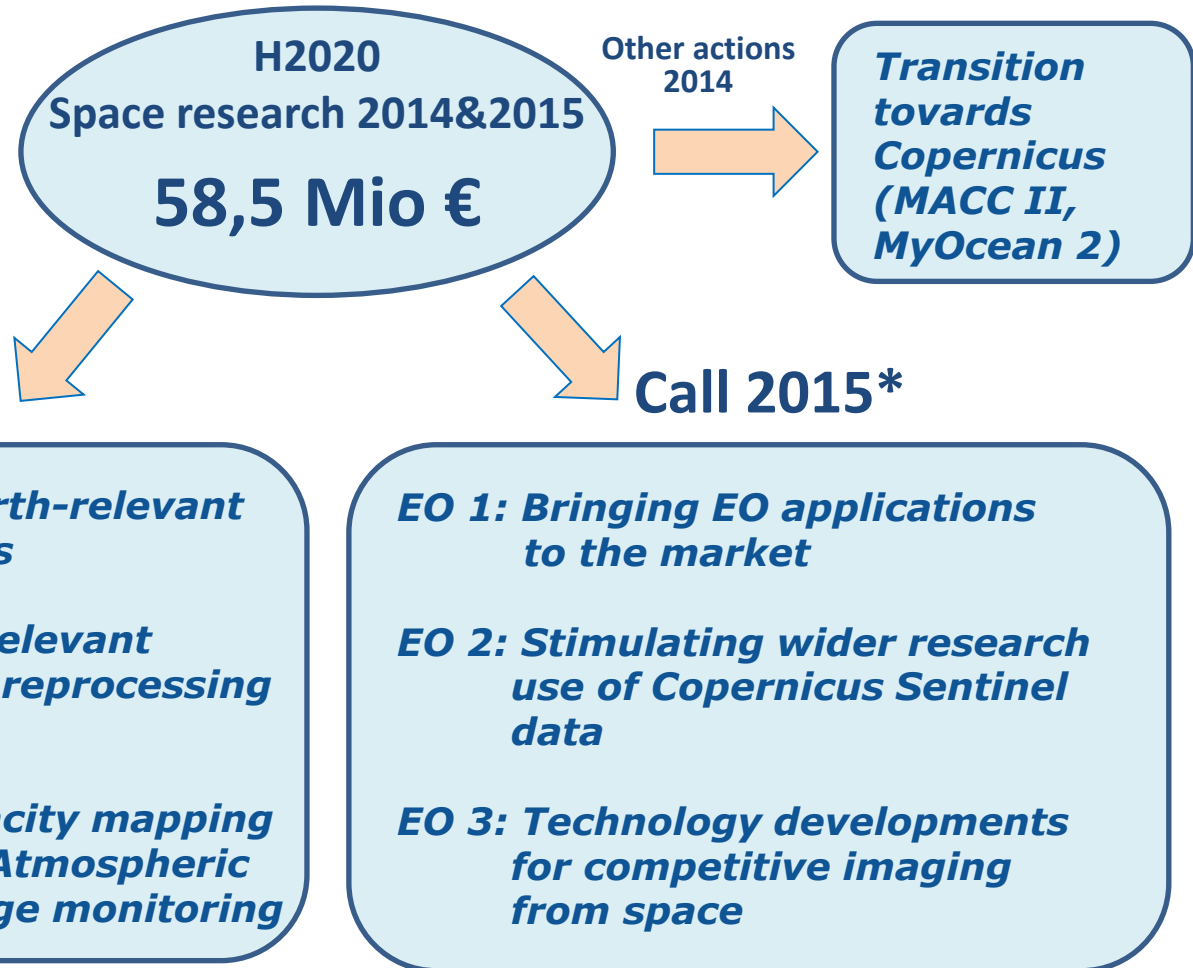 H2020
Space research 2014&2015
58,5 Mio €
Other actions
2014
Transition
tovards
Copernicus
(MACC II,
MyOcean 2)
rth-relevant
s
elevant
reprocessing
city mapping
Atmospheric
ge monitoring
Call 2015*
EO 1: Bringing EO applications
to the market
EO 2: Stimulating wider research
use of Copernicus Sentinel
data
EO 3: Technology developments
for competitive imaging
from space